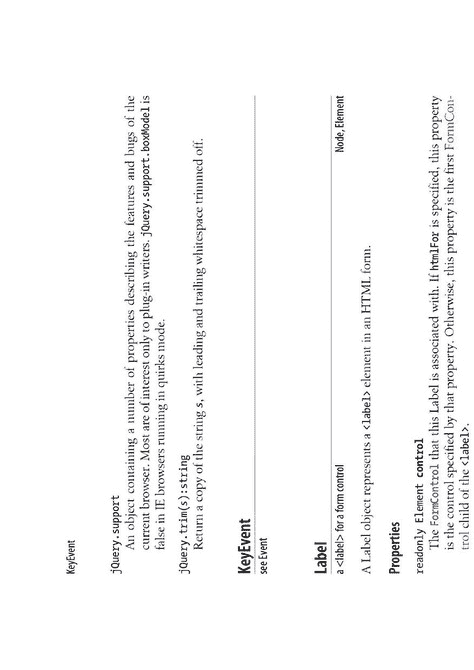 KeyEvent
jQuery.support
An object containing a number of properties describing the features and bugs of the
current browser. Most are of interest only to plug-in writers. jQuery.support.boxModel is
false in IE browsers running in quirks mode.
jQuery.trim(s):string
Return a copy of the string s, with leading and trailing whitespace trimmed off.
KeyEvent
see Event
Label
a <label> for a form control Node, Element
A Label object represents a <label> element in an HTML form.
Properties
readonly Element control
The FormControl that this Label is associated with. If htmlFor is specified, this property
is the control specified by that property. Otherwise, this property is the first FormCon-
trol child of the <label>.